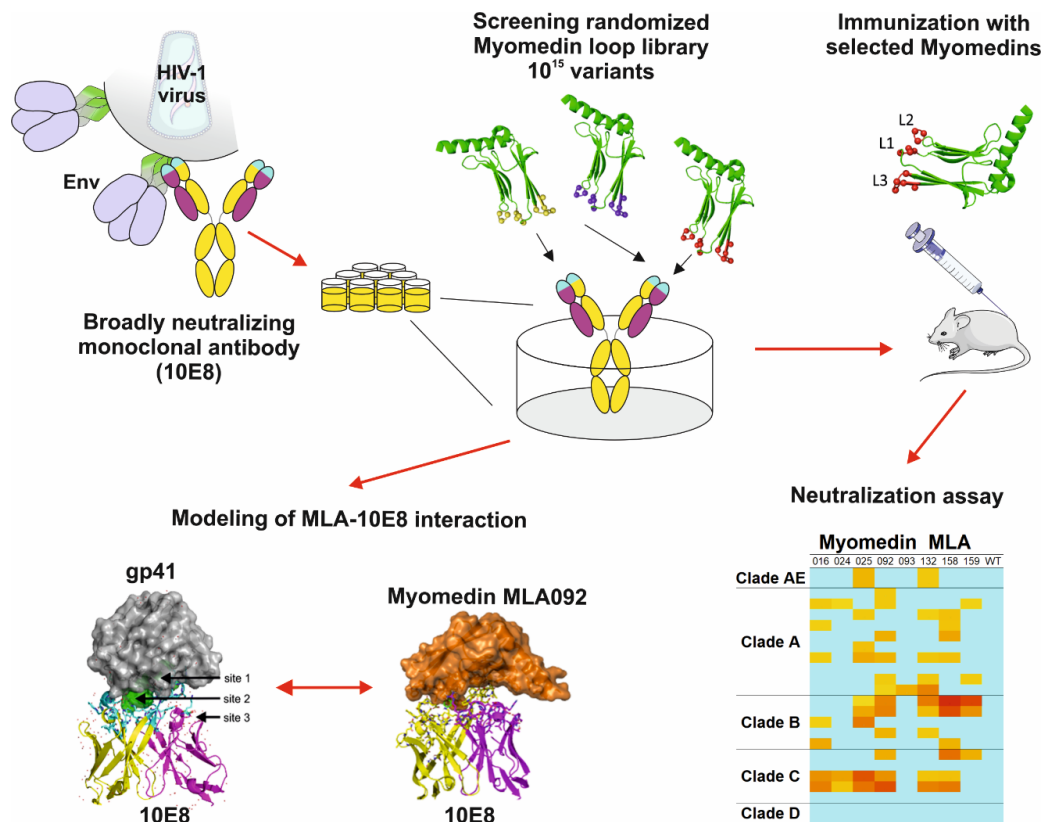 HIV-1
virus
Env
Broadly neutralizing
monoclonal antibody
(10E8)
Screening randomized
Myomedin loop library
10¹⁵ variants
Immunization with
selected Myomedins
L2
L1
L3
Modeling of MLA-10E8 interaction
gp41
site 1
site 2
site 3
10E8
Myomedin MLA092
10E8
Neutralization assay
Myomedin MLA
016 024 025 092 093 132 158 159 WT
Clade AE
Clade A
Clade B
Clade C
Clade D